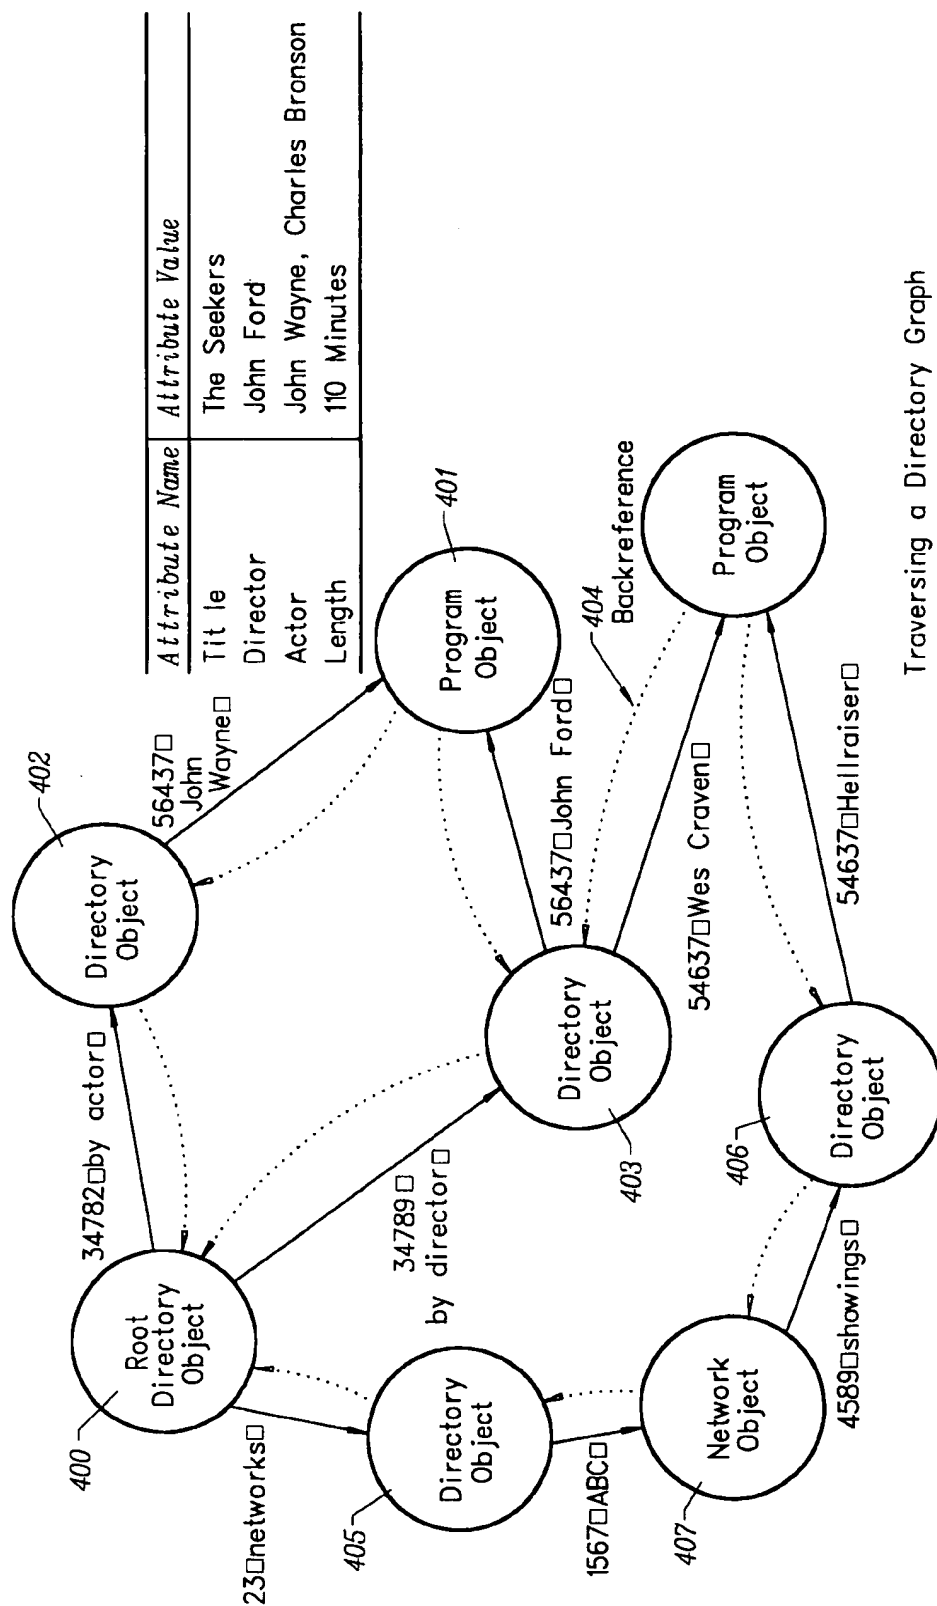 Attribute Name Attribute Value
Tit le The Seekers
Director John Ford
Actor John Wayne, Charles Bronson
Length 110 Minutes
402
Directory
Object
56437□
John
Wayne□
401
Program
Object
34782□by actor□
400
Root
Directory
Object
34789□
by director□
403
Directory
Object
56437□John Ford□
404
Backreference
Program
Object
54637□Wes Craven□
23□networks□
405
Directory
Object
1567□ABC□
407
Network
Object
4589□showings□
406
Directory
Object
54637□Hellraiser□
Traversing a Directory Graph